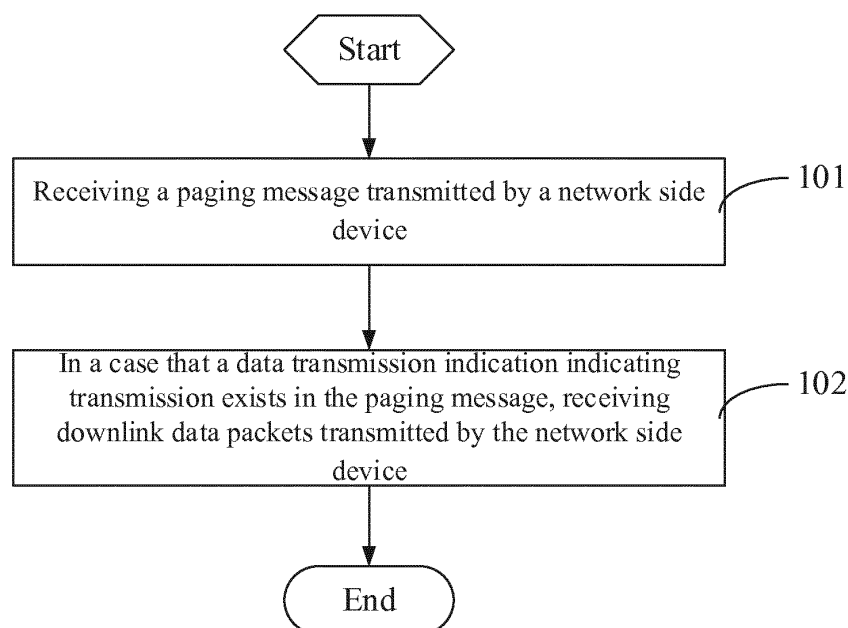 Start
Receiving a paging message transmitted by a network side
device
101
In a case that a data transmission indication indicating
transmission exists in the paging message, receiving
downlink data packets transmitted by the network side
device
102
End